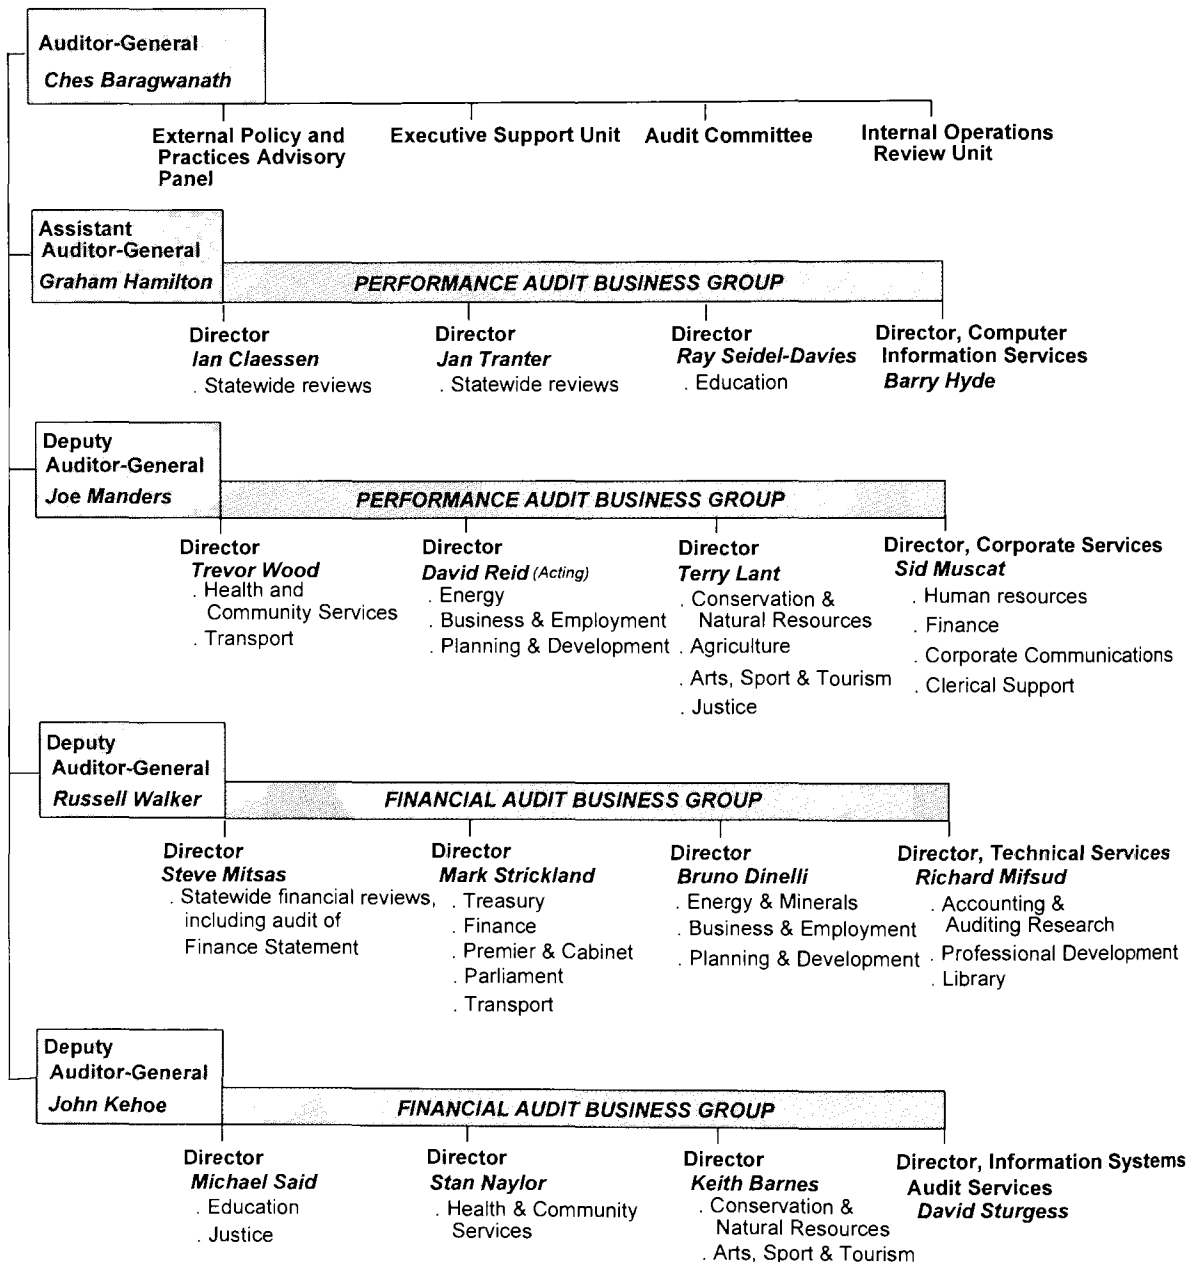 Auditor-General
Ches Baragwanath
External Policy and
Practices Advisory
Panel
Executive Support Unit
Audit Committee
Internal Operations
Review Unit
Assistant
Auditor-General
Graham Hamilton
PERFORMANCE AUDIT BUSINESS GROUP
Director
Ian Claessen
. Statewide reviews
Director
Jan Tranter
. Statewide reviews
Director
Ray Seidel-Davies
. Education
Director, Computer
Information Services
Barry Hyde
Deputy
Auditor-General
Joe Manders
PERFORMANCE AUDIT BUSINESS GROUP
Director
Trevor Wood
. Health and
Community Services
. Transport
Director
David Reid (Acting)
. Energy
. Business & Employment
. Planning & Development
Director
Terry Lant
. Conservation &
Natural Resources
. Agriculture
. Arts, Sport & Tourism
. Justice
Director, Corporate Services
Sid Muscat
. Human resources
. Finance
. Corporate Communications
. Clerical Support
Deputy
Auditor-General
Russell Walker
FINANCIAL AUDIT BUSINESS GROUP
Director
Steve Mitsas
. Statewide financial reviews,
including audit of
Finance Statement
Director
Mark Strickland
. Treasury
. Finance
. Premier & Cabinet
. Parliament
. Transport
Director
Bruno Dinelli
. Energy & Minerals
. Business & Employment
. Planning & Development
Director, Technical Services
Richard Mifsud
. Accounting &
Auditing Research
. Professional Development
. Library
Deputy
Auditor-General
John Kehoe
FINANCIAL AUDIT BUSINESS GROUP
Director
Michael Said
. Education
. Justice
Director
Stan Naylor
. Health & Community
Services
Director
Keith Barnes
. Conservation &
Natural Resources
. Arts, Sport & Tourism
Director, Information Systems
Audit Services
David Sturgess